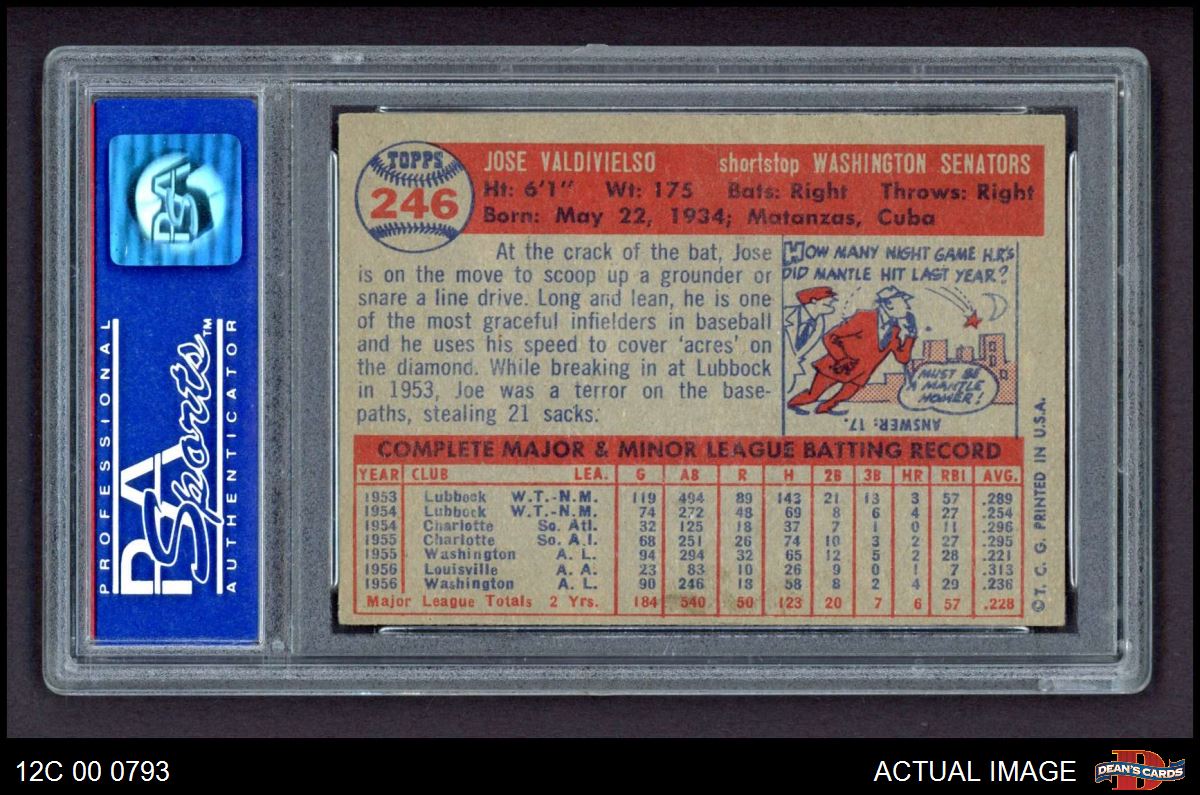 PROFESSIONAL
PSA
Sports™
AUTHENTICATOR
PSA
TOPPS
246
JOSE VALDIVIELSO shortstop WASHINGTON SENATORS
Ht: 6'1" Wt: 175 Bats: Right Throws: Right
Born: May 22, 1934; Matanzas, Cuba
At the crack of the bat, Jose
is on the move to scoop up a grounder or
snare a line drive. Long and lean, he is one
of the most graceful infielders in baseball
and he uses his speed to cover 'acres' on
the diamond. While breaking in at Lubbock
in 1953, Joe was a terror on the base-
paths, stealing 21 sacks.
HOW MANY NIGHT GAME H.R.'S
DID MANTLE HIT LAST YEAR?
MUST BE
A MANTLE
HOMER!
ANSWER: 17.
COMPLETE MAJOR & MINOR LEAGUE BATTING RECORD
YEAR CLUB LEA. G AB R H 2B 3B HR RBI AVG.
1953 Lubbock W.T.-N.M. 119 494 89 143 21 13 3 57 .289
1954 Lubbock W.T.-N.M. 74 272 48 69 8 6 4 27 .254
1954 Charlotte So. Atl. 32 125 18 37 7 1 0 11 .296
1955 Charlotte So. A.l. 68 251 26 74 10 3 2 27 .295
1955 Washington A. L. 94 294 32 65 12 5 2 28 .221
1956 Louisville A. A. 23 83 10 26 9 0 1 7 .313
1956 Washington A. L. 90 246 18 58 8 2 4 29 .236
Major League Totals 2 Yrs. 184 540 50 123 20 7 6 57 .228
©T. C. G. PRINTED IN U.S.A.
12C 00 0793
ACTUAL IMAGE
D
DEAN'S CARDS